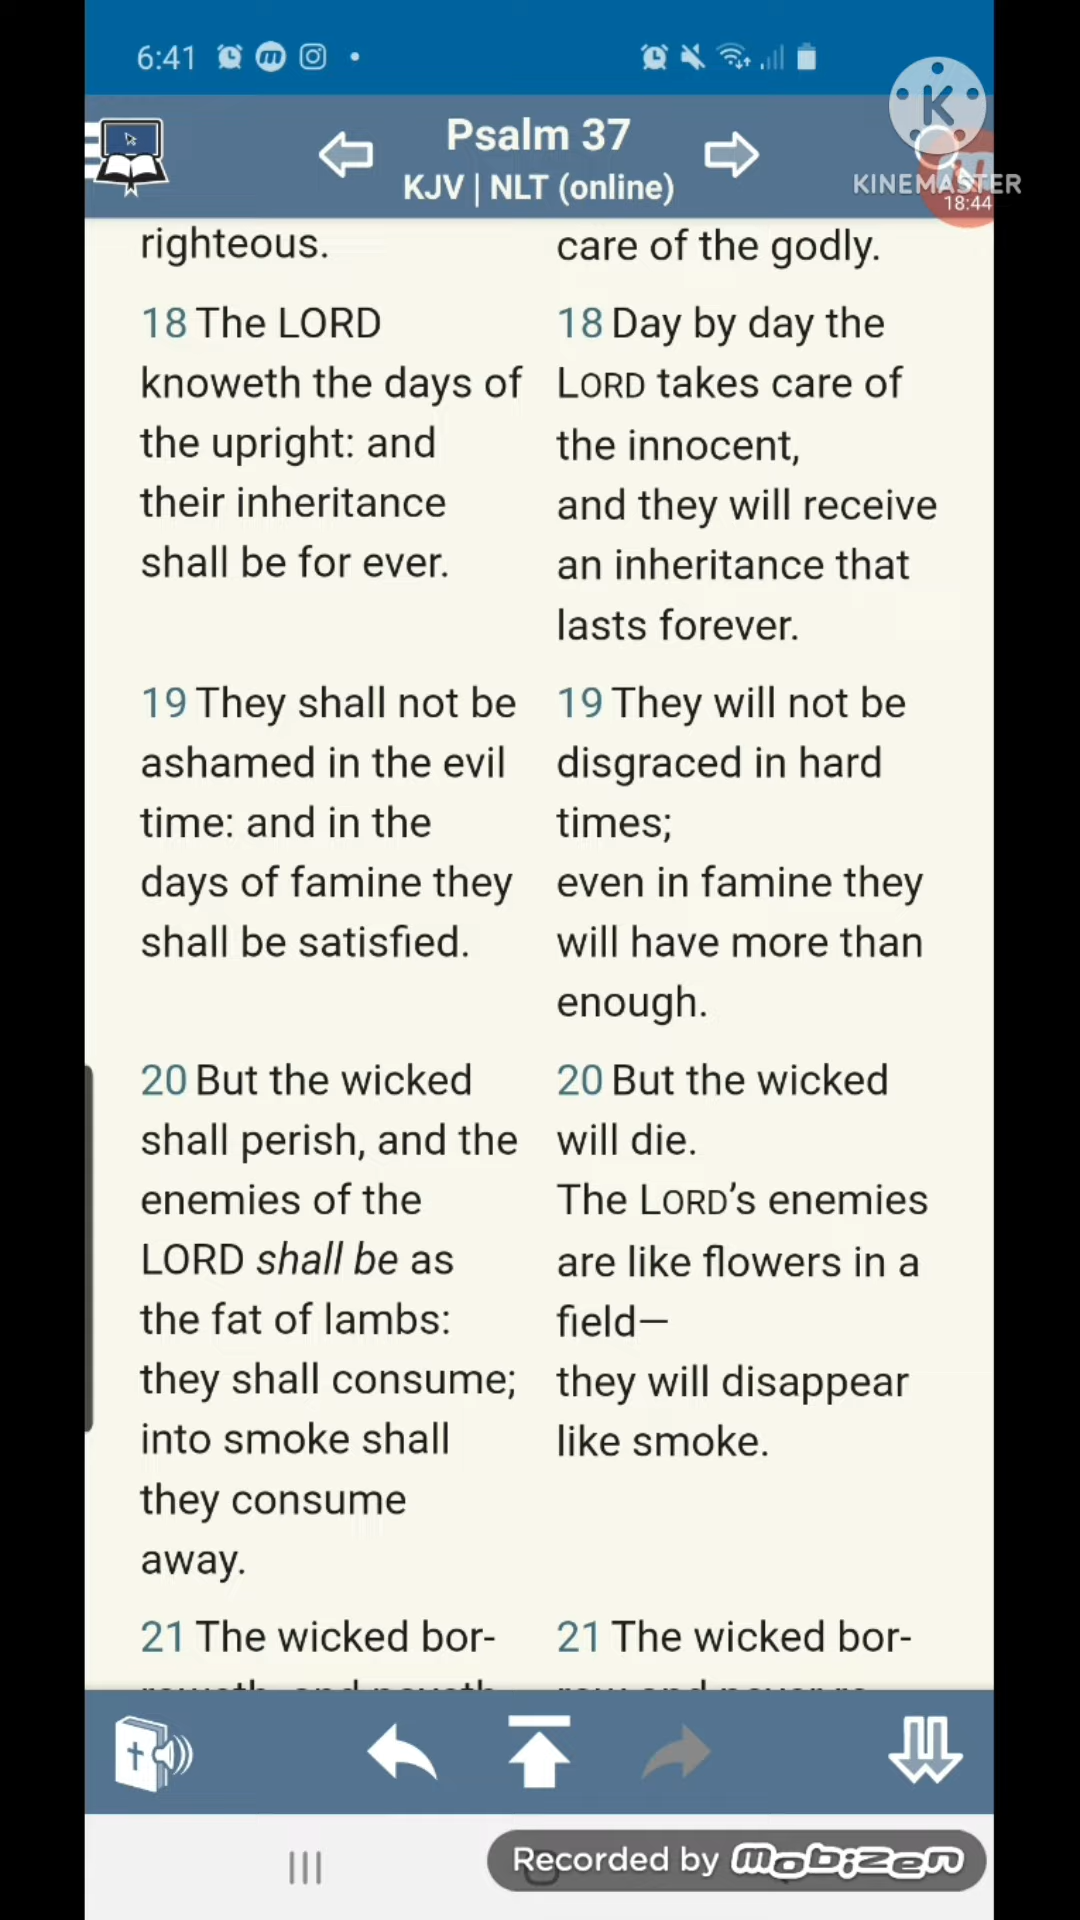 6:41
Psalm 37
KJV | NLT (online)
KINEMASTER
18:44
righteous.
18 The LORD
knoweth the days of
the upright: and
their inheritance
shall be for ever.
19 They shall not be
ashamed in the evil
time: and in the
days of famine they
shall be satisfied.
20 But the wicked
shall perish, and the
enemies of the
LORD shall be as
the fat of lambs:
they shall consume;
into smoke shall
they consume
away.
21 The wicked bor-
care of the godly.
18 Day by day the
LORD takes care of
the innocent,
and they will receive
an inheritance that
lasts forever.
19 They will not be
disgraced in hard
times;
even in famine they
will have more than
enough.
20 But the wicked
will die.
The LORD’s enemies
are like flowers in a
field—
they will disappear
like smoke.
21 The wicked bor-
Recorded by mobizen